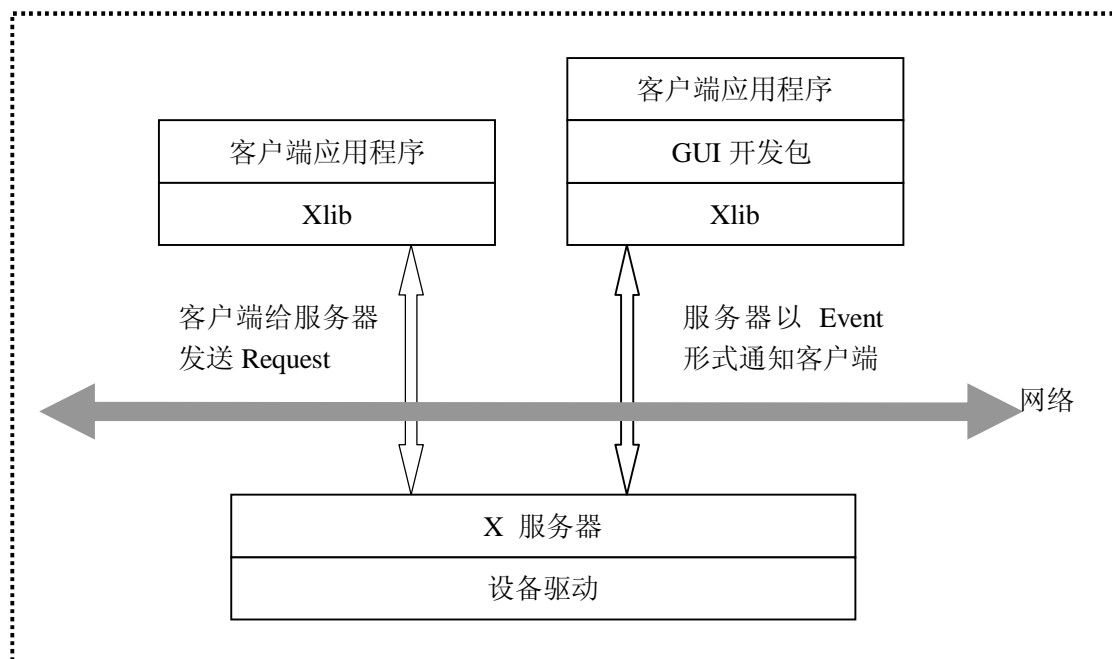 客户端应用程序
Xlib
客户端应用程序
GUI 开发包
Xlib
客户端给服务器
发送 Request
服务器以 Event
形式通知客户端
网络
X 服务器
设备驱动